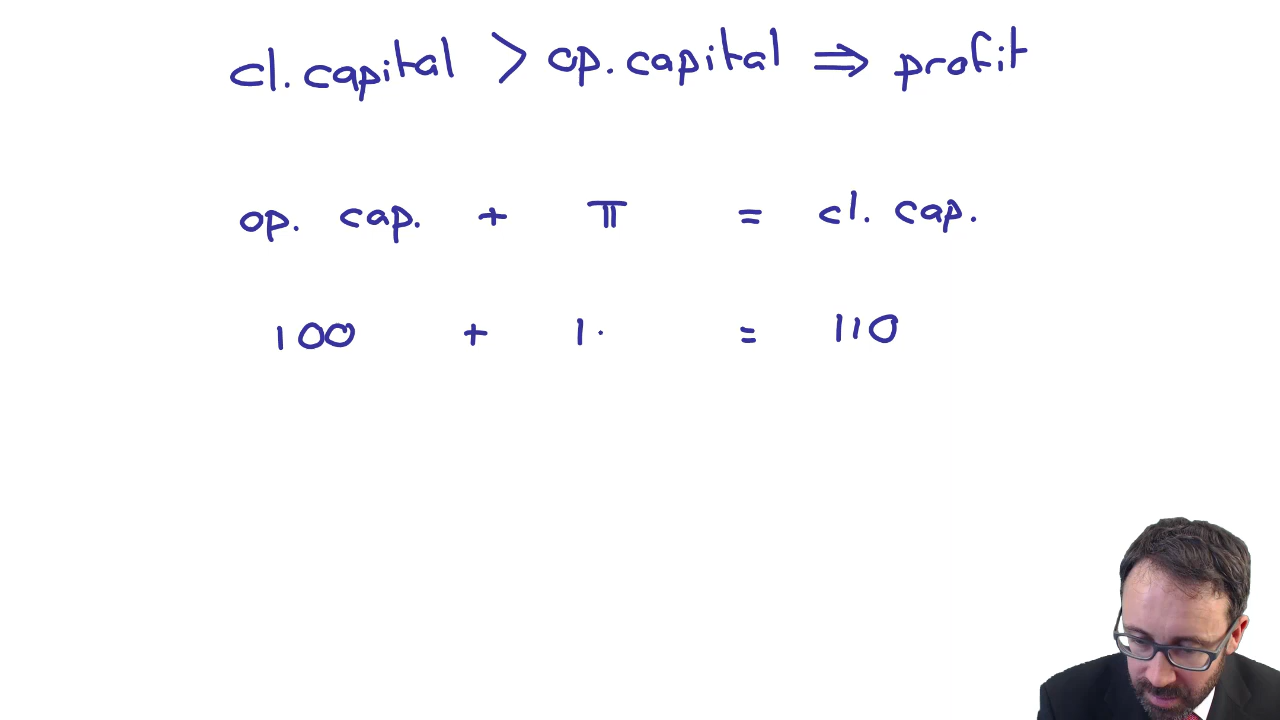 cl. capital > op. capital ⇒ profit
op. cap. + π = cl. cap.
100 + 1· = 110